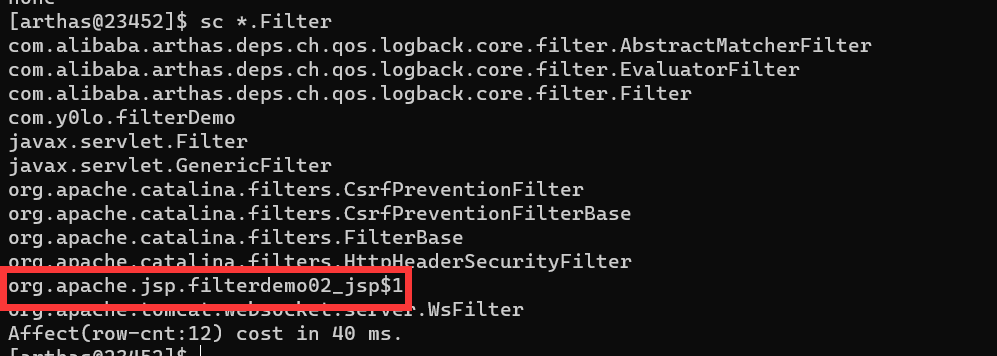 none
[arthas@23452]$ sc *.Filter
com.alibaba.arthas.deps.ch.qos.logback.core.filter.AbstractMatcherFilter
com.alibaba.arthas.deps.ch.qos.logback.core.filter.EvaluatorFilter
com.alibaba.arthas.deps.ch.qos.logback.core.filter.Filter
com.y0lo.filterDemo
javax.servlet.Filter
javax.servlet.GenericFilter
org.apache.catalina.filters.CsrfPreventionFilter
org.apache.catalina.filters.CsrfPreventionFilterBase
org.apache.catalina.filters.FilterBase
org.apache.catalina.filters.HttpHeaderSecurityFilter
org.apache.jsp.filterdemo02_jsp$1
org.apache.tomcat.websocket.server.WsFilter
Affect(row-cnt:12) cost in 40 ms.
[arthas@23452]$